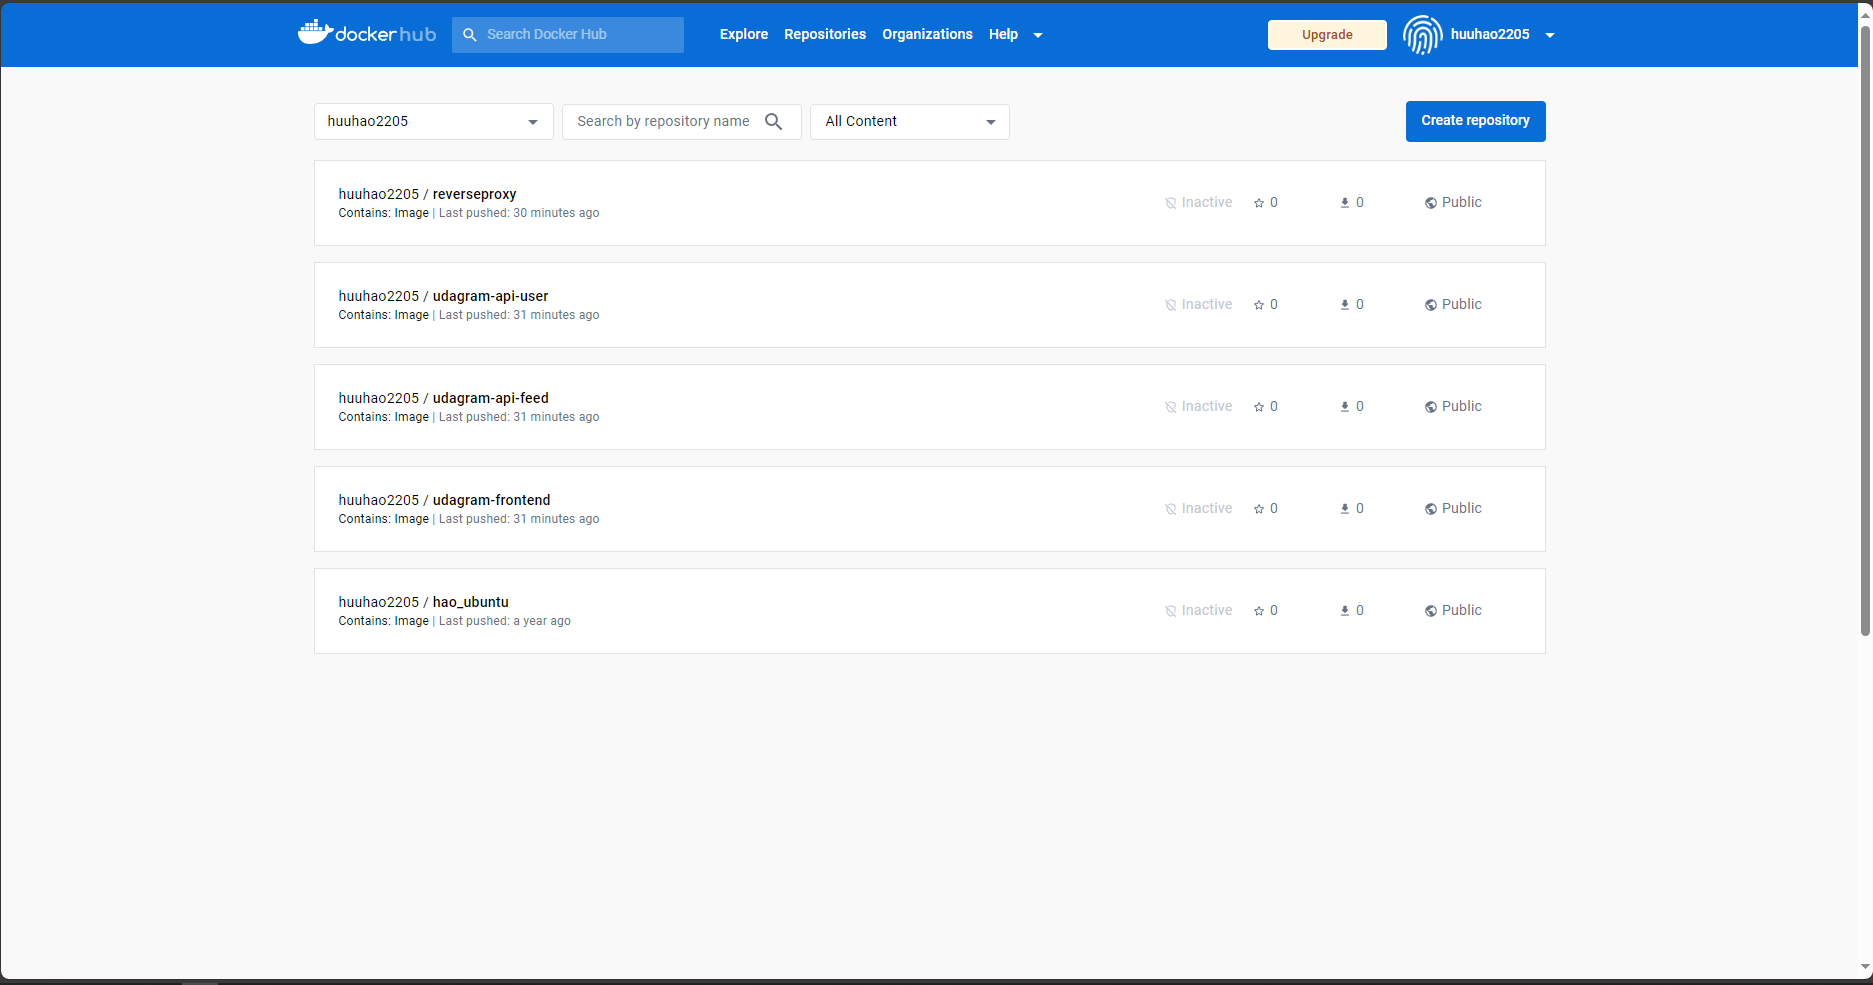 docker hub Search Docker Hub Explore Repositories Organizations Help Upgrade huuhao2205
huuhao2205 Search by repository name All Content Create repository
huuhao2205 / reverseproxy
Contains: Image | Last pushed: 30 minutes ago
Inactive 0 0 Public
huuhao2205 / udagram-api-user
Contains: Image | Last pushed: 31 minutes ago
Inactive 0 0 Public
huuhao2205 / udagram-api-feed
Contains: Image | Last pushed: 31 minutes ago
Inactive 0 0 Public
huuhao2205 / udagram-frontend
Contains: Image | Last pushed: 31 minutes ago
Inactive 0 0 Public
huuhao2205 / hao_ubuntu
Contains: Image | Last pushed: a year ago
Inactive 0 0 Public